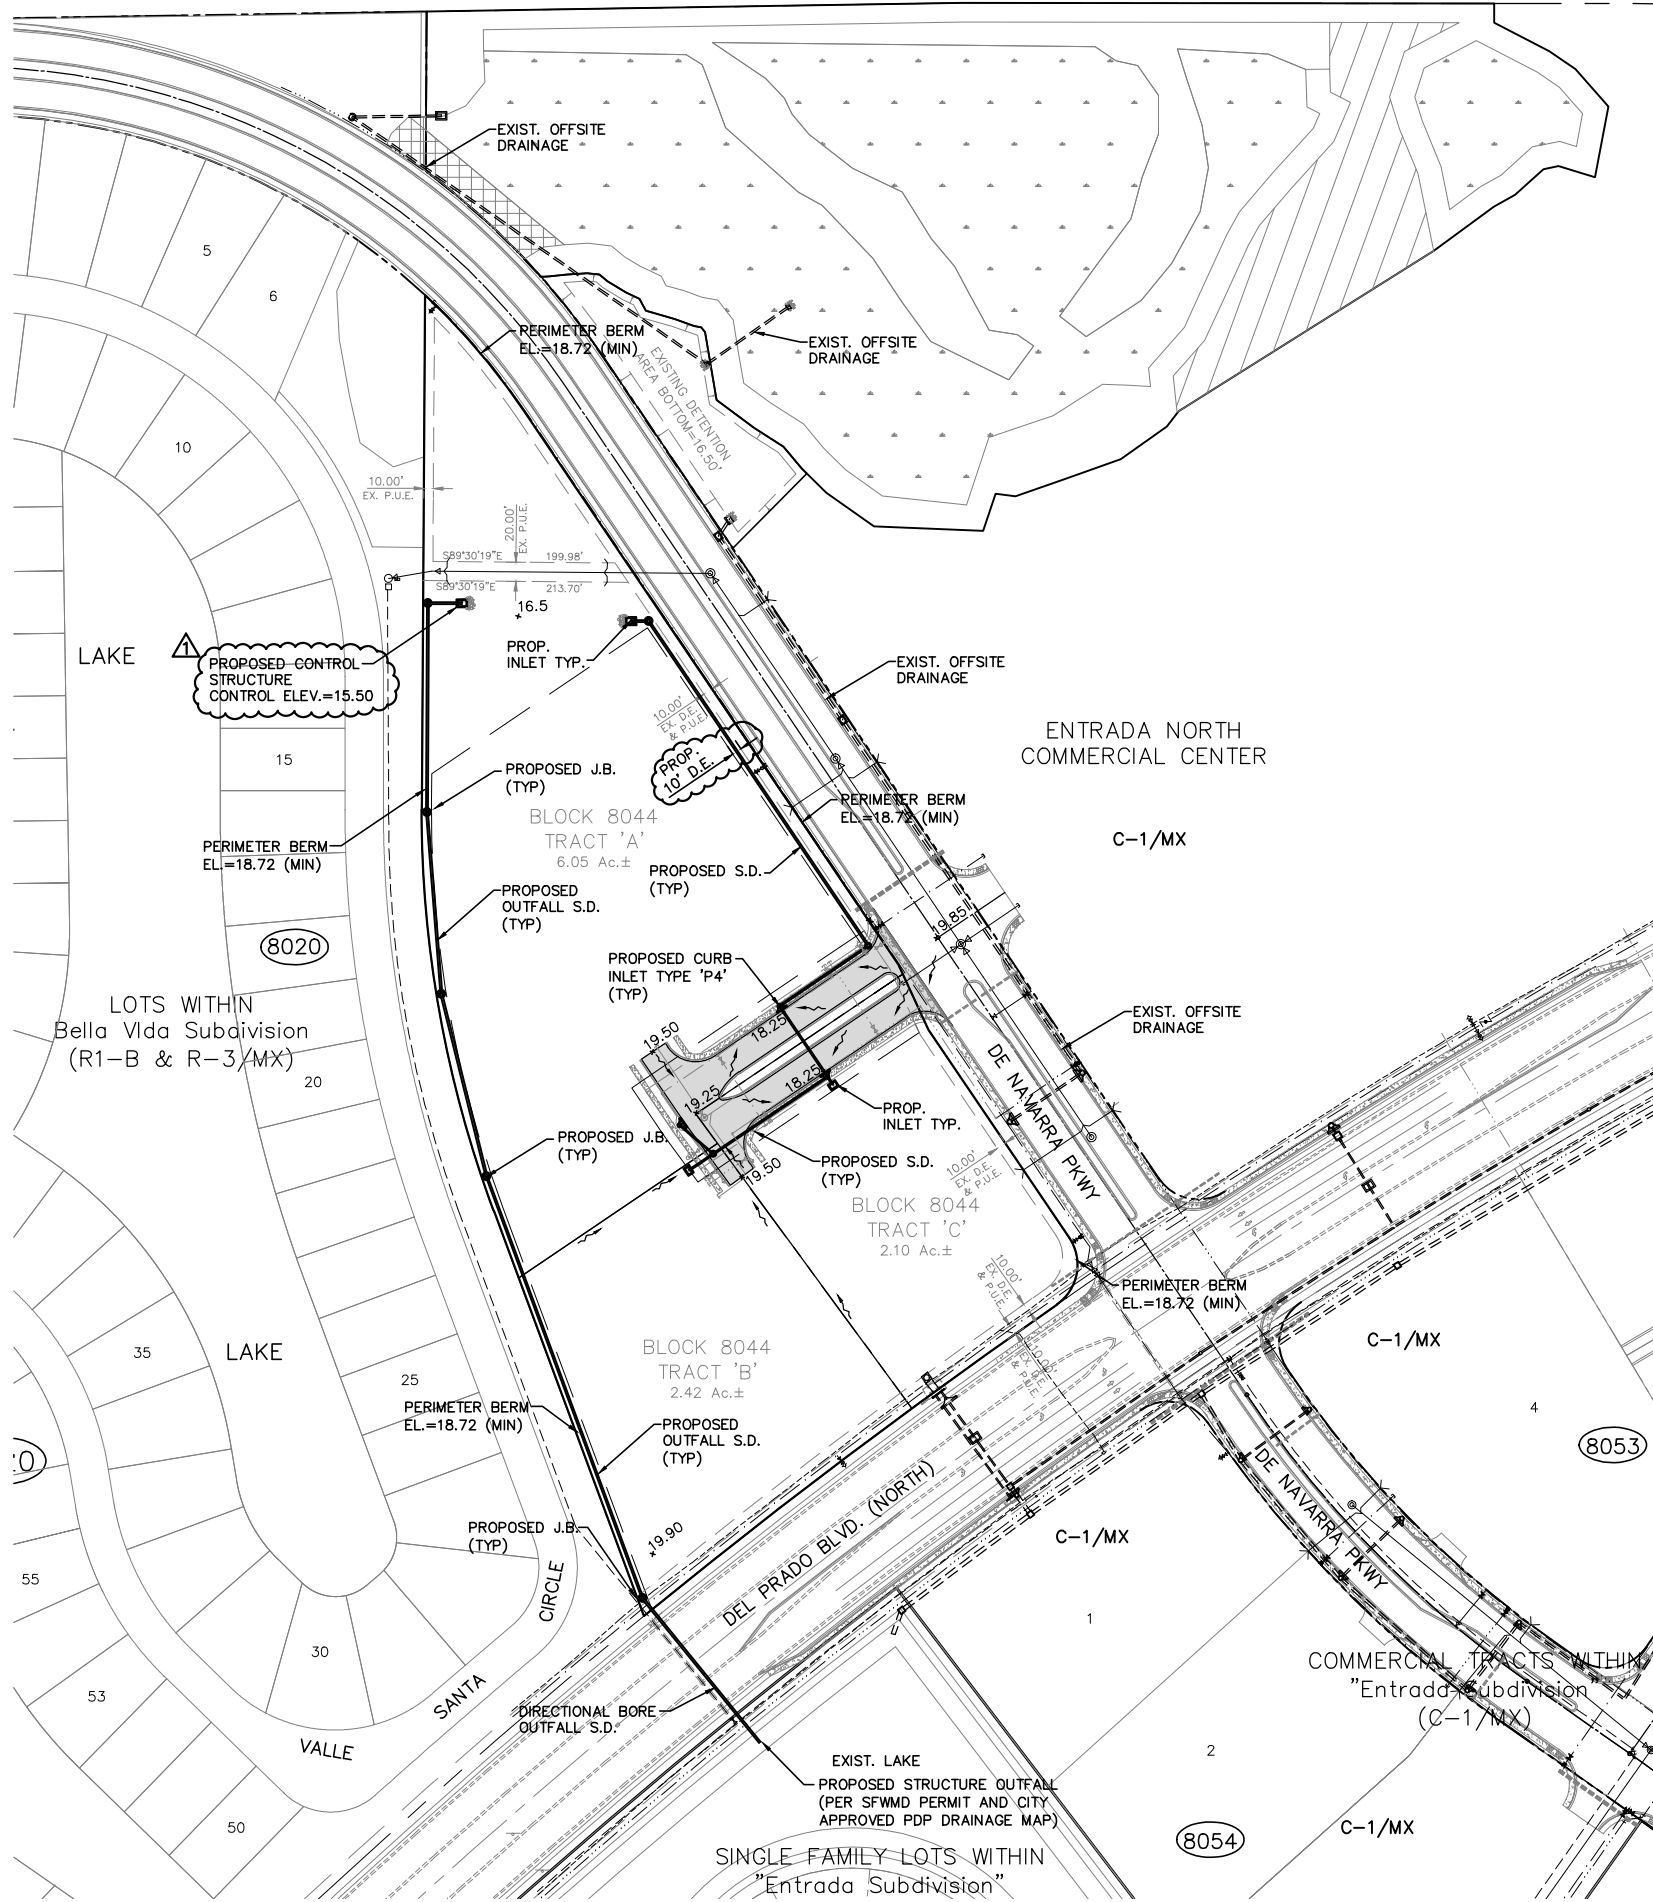 EXIST. OFFSITE
DRAINAGE
5
6
PERIMETER BERM
EL.=18.72 (MIN)
EXIST. OFFSITE
DRAINAGE
EXISTING DETENTION
AREA BOTTOM=16.50'
10
10.00'
EX. P.U.E.
20.00'
EX. P.U.E.
S89°30'19"E
199.98'
S89°30'19"E
213.70'
16.5
LAKE
1
PROPOSED CONTROL
STRUCTURE
CONTROL ELEV.=15.50
PROP.
INLET TYP.
EXIST. OFFSITE
DRAINAGE
10.00'
EX. D.E.
& P.U.E.
PROP.
10' D.E.
ENTRADA NORTH
COMMERCIAL CENTER
15
PROPOSED J.B.
(TYP)
BLOCK 8044
TRACT 'A'
6.05 Ac.±
PERIMETER BERM
EL.=18.72 (MIN)
C-1/MX
PERIMETER BERM
EL.=18.72 (MIN)
PROPOSED S.D.
(TYP)
PROPOSED
OUTFALL S.D.
(TYP)
19.85
8020
PROPOSED CURB
INLET TYPE 'P4'
(TYP)
LOTS WITHIN
Bella VIda Subdivision
(R1-B & R-3/MX)
EXIST. OFFSITE
DRAINAGE
19.50
18.25
DE NAVARRA PKWY
20
19.25
18.25
PROP.
INLET TYP.
PROPOSED J.B.
(TYP)
PROPOSED S.D.
(TYP)
19.50
10.00'
EX. D.E.
& P.U.E.
BLOCK 8044
TRACT 'C'
2.10 Ac.±
10.00'
EX. D.E.
& P.U.E.
PERIMETER BERM
EL.=18.72 (MIN)
35
LAKE
BLOCK 8044
TRACT 'B'
2.42 Ac.±
10.00'
EX. D.E.
& P.U.E.
C-1/MX
25
PERIMETER BERM
EL.=18.72 (MIN)
PROPOSED
OUTFALL S.D.
(TYP)
4
8053
20
DEL PRADO BLVD. (NORTH)
DE NAVARRA PKWY
PROPOSED J.B.
(TYP)
19.90
C-1/MX
55
CIRCLE
1
30
COMMERCIAL TRACTS WITHIN
"Entrada Subdivision"
(C-1/MX)
53
SANTA
DIRECTIONAL BORE
OUTFALL S.D.
VALLE
2
EXIST. LAKE
PROPOSED STRUCTURE OUTFALL
(PER SFWMD PERMIT AND CITY
APPROVED PDP DRAINAGE MAP)
50
8054
C-1/MX
SINGLE FAMILY LOTS WITHIN
"Entrada Subdivision"